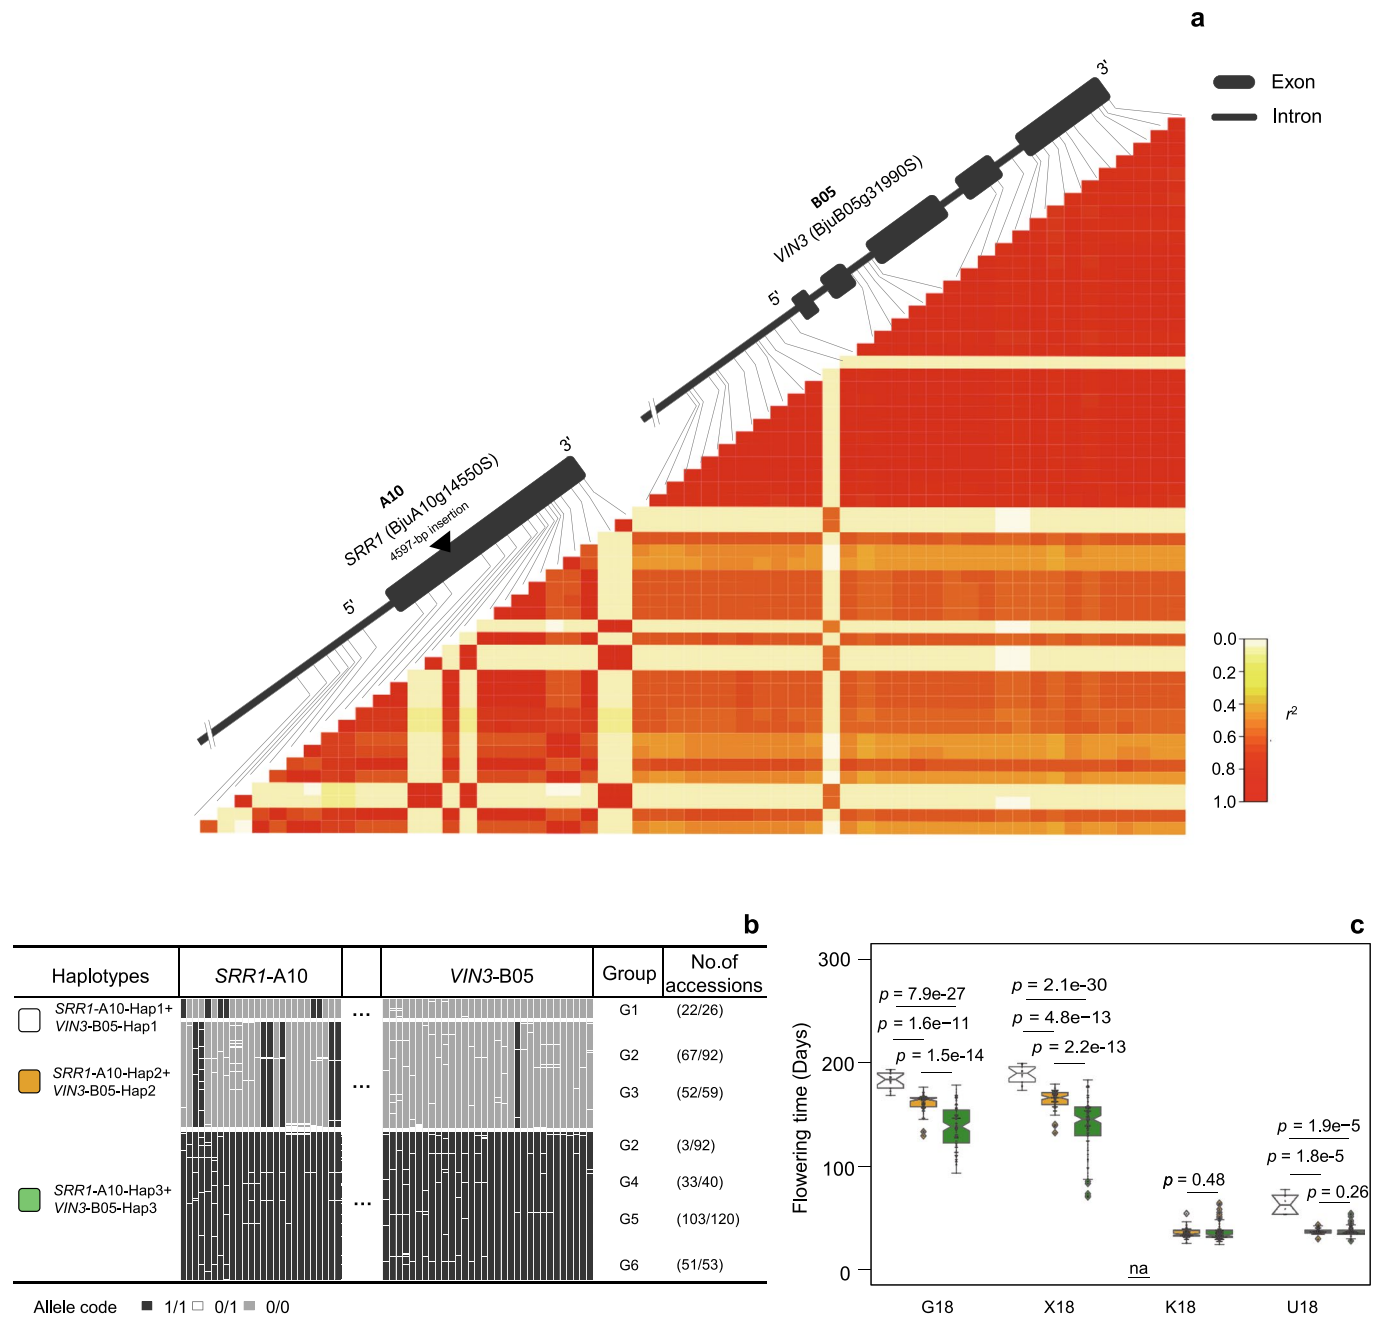 a
Exon
Intron
3'
B05
VIN3 (BjuB05g31990S)
5'
3'
A10
SRR1 (BjuA10g14550S)
4597-bp insertion
5'
0.0
0.2
0.4
0.6
0.8
1.0
r²
b
Haplotypes
SRR1-A10
...
VIN3-B05
Group
No.of
accessions
SRR1-A10-Hap1+
VIN3-B05-Hap1
...
G1
(22/26)
SRR1-A10-Hap2+
VIN3-B05-Hap2
...
G2
(67/92)
G3
(52/59)
SRR1-A10-Hap3+
VIN3-B05-Hap3
...
G2
(3/92)
G4
(33/40)
G5
(103/120)
G6
(51/53)
Allele code 1/1 0/1 0/0
c
Flowering time (Days)
300
200
100
0
p = 7.9e-27
p = 1.6e−11
p = 1.5e-14
p = 2.1e-30
p = 4.8e−13
p = 2.2e-13
p = 0.48
na
p = 1.9e−5
p = 1.8e-5
p = 0.26
G18
X18
K18
U18